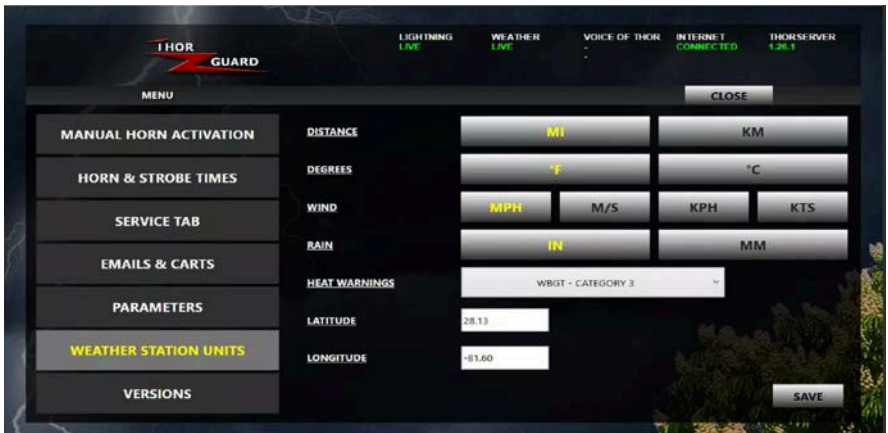 THOR GUARD
LIGHTNING WEATHER VOICE OF THOR INTERNET THORSERVER
LIVE LIVE - CONNECTED 1.26.1
-
MENU CLOSE
MANUAL HORN ACTIVATION
HORN & STROBE TIMES
SERVICE TAB
EMAILS & CARTS
PARAMETERS
WEATHER STATION UNITS
VERSIONS
DISTANCE MI KM
DEGREES °F °C
WIND MPH M/S KPH KTS
RAIN IN MM
HEAT WARNINGS WBGT - CATEGORY 3
LATITUDE 28.13
LONGITUDE -81.60
SAVE